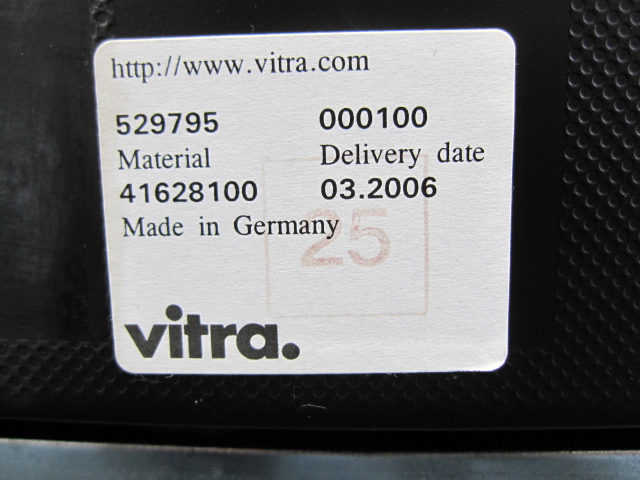 http://www.vitra.com
529795 000100
Material Delivery date
41628100 03.2006
Made in Germany
25
vitra.